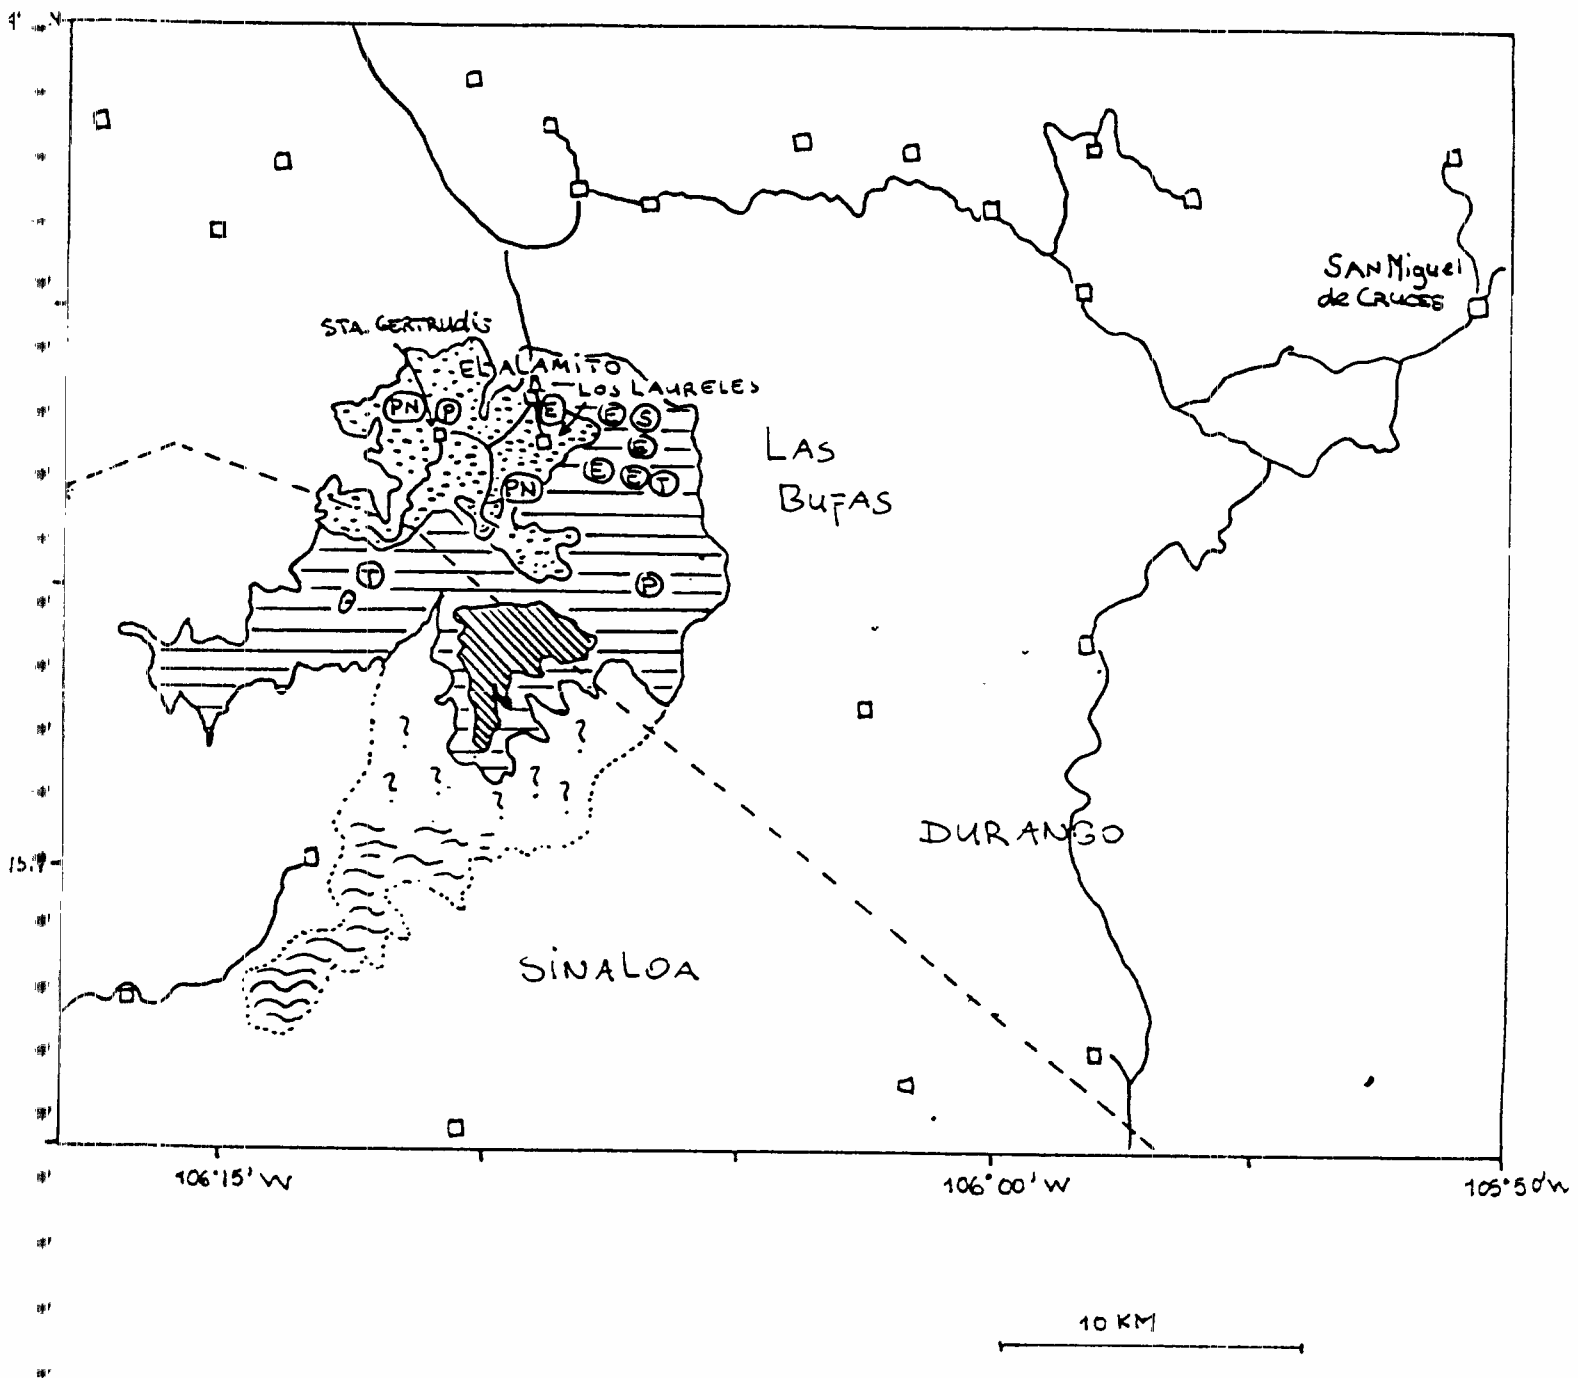 SAN Miguel
de CRUCES
STA. GERTRUdis
EL ALAMITO
LOS LAURELES
PN
P
E
E
S
E
E
T
PN
LAS
BUFAS
T
P
?
?
?
?
?
?
?
DURANGO
SINALOA
106°15' W
106°00' W
105°50' W
10 KM